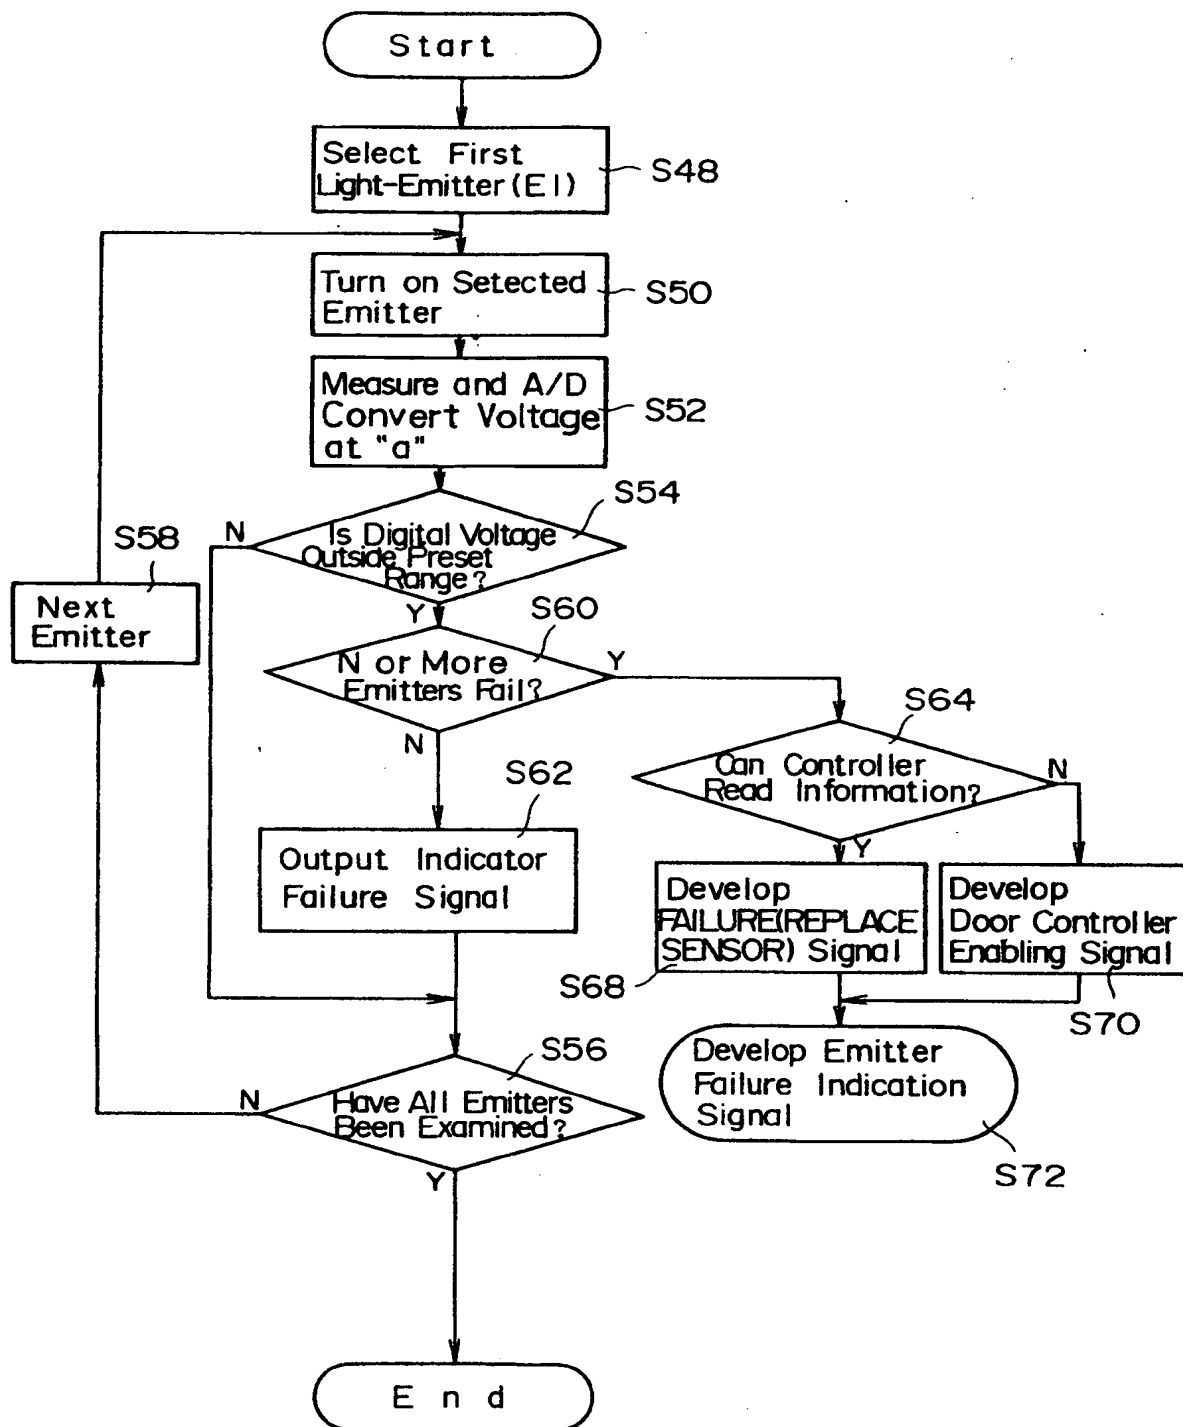 Start
Select First
Light-Emitter(E1)
S48
Turn on Setected
Emitter
S50
Measure and A/D
Convert Voltage
at "a"
S52
S54
N
Is Digital Voltage
Outside Preset
Range?
Y
S58
Next
Emitter
S60
N or More
Emitters Fail?
Y
N
S64
Can Controller
Read Information?
N
Y
S62
Output Indicator
Failure Signal
Develop
FAILURE(REPLACE
SENSOR) Signal
S68
Develop
Door Controller
Enabling Signal
S70
S56
N
Have All Emitters
Been Examined?
Y
Develop Emitter
Failure Indication
Signal
S72
End